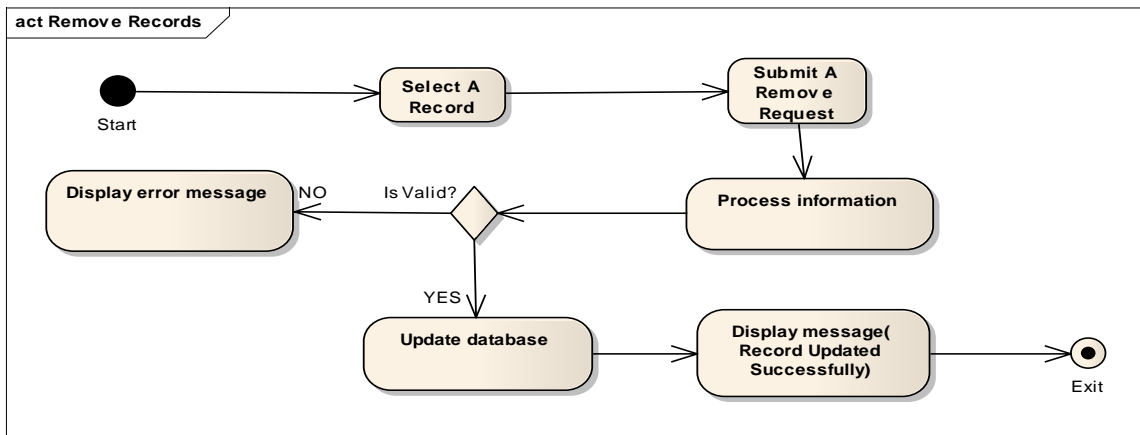 act Remove Records
Start
Select A
Record
Submit A
Remove
Request
Display error message
NO
Is Valid?
Process information
YES
Update database
Display message(
Record Updated
Successfully)
Exit